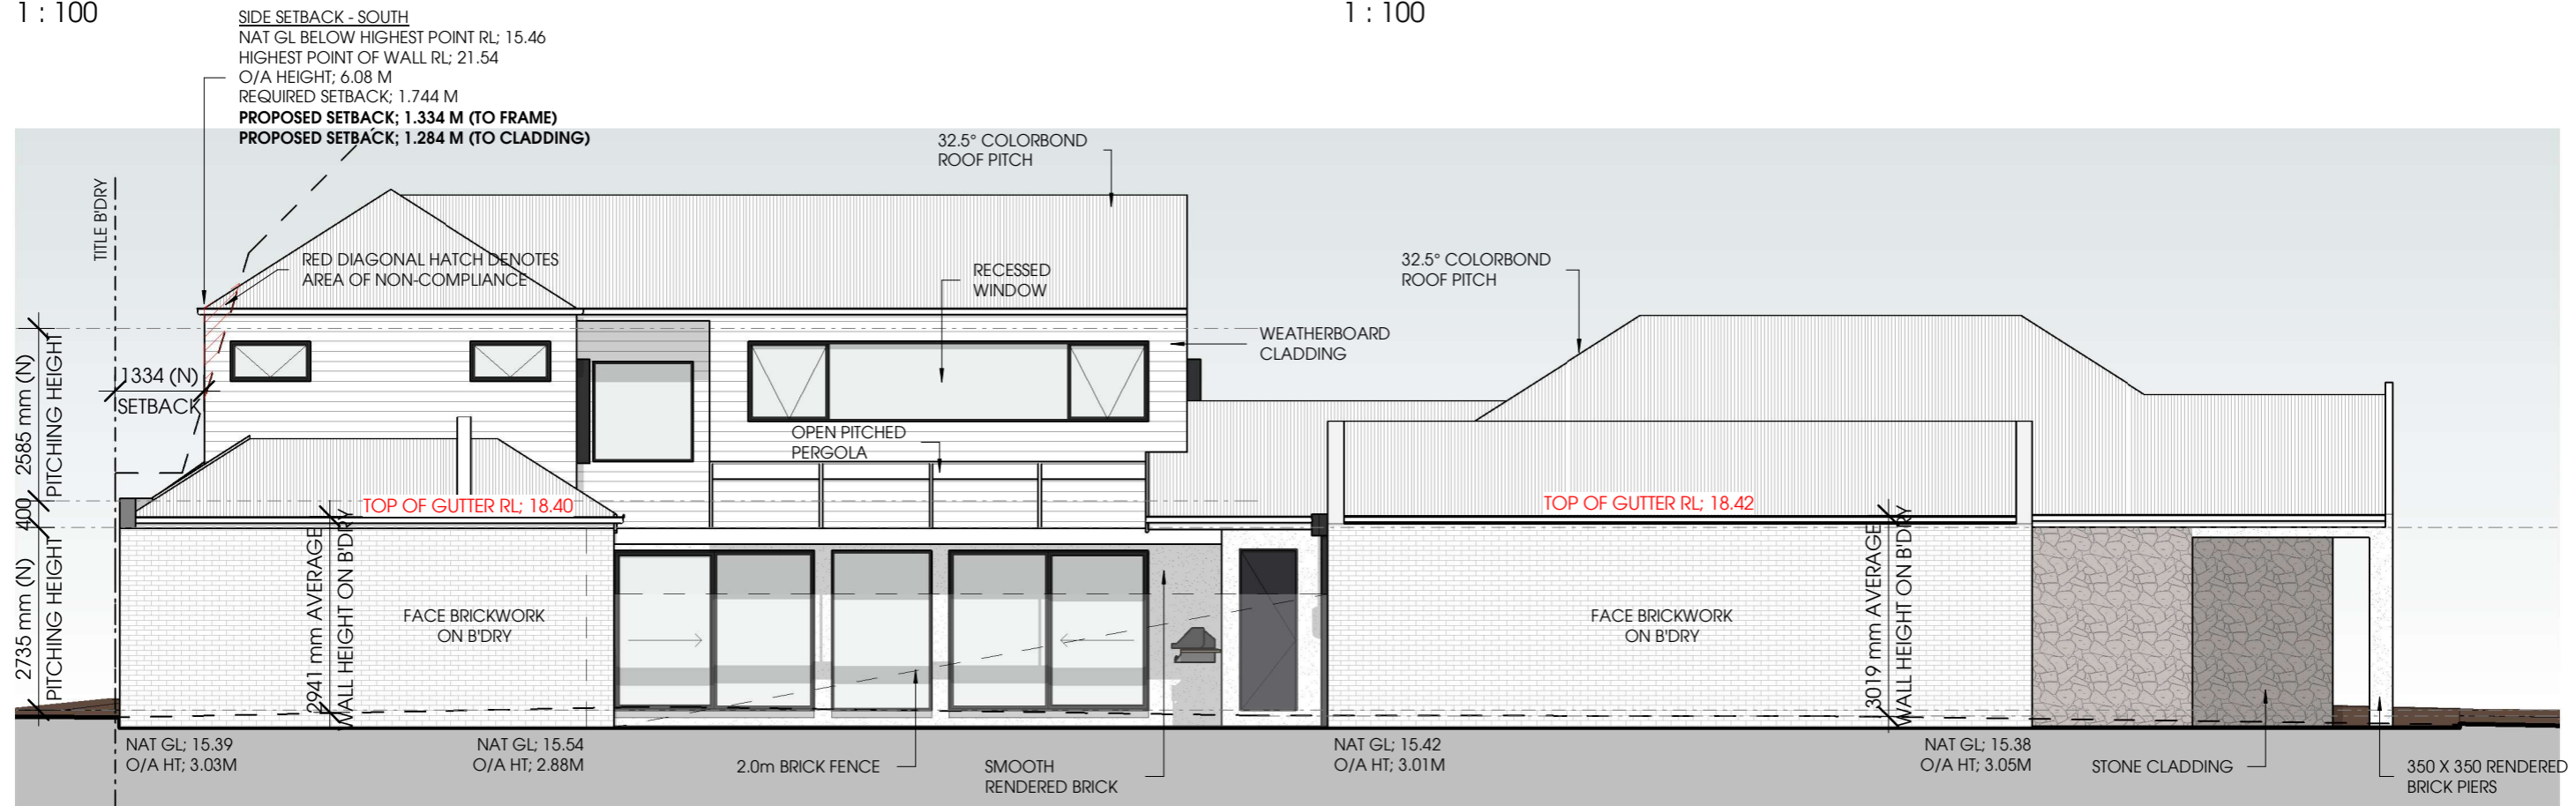 1 : 100
1 : 100
SIDE SETBACK - SOUTH
NAT GL BELOW HIGHEST POINT RL; 15.46
HIGHEST POINT OF WALL RL; 21.54
O/A HEIGHT; 6.08 M
REQUIRED SETBACK; 1.744 M
PROPOSED SETBACK; 1.334 M (TO FRAME)
PROPOSED SETBACK; 1.284 M (TO CLADDING)
TITLE B'DRY
32.5° COLORBOND
ROOF PITCH
RED DIAGONAL HATCH DENOTES
AREA OF NON-COMPLIANCE
RECESSED
WINDOW
32.5° COLORBOND
ROOF PITCH
WEATHERBOARD
CLADDING
1334 (N)
SETBACK
2585 mm (N)
PITCHING HEIGHT
OPEN PITCHED
PERGOLA
400
TOP OF GUTTER RL; 18.40
TOP OF GUTTER RL; 18.42
2735 mm (N)
PITCHING HEIGHT
2941 mm AVERAGE
WALL HEIGHT ON B'DRY
FACE BRICKWORK
ON B'DRY
FACE BRICKWORK
ON B'DRY
3019 mm AVERAGE
WALL HEIGHT ON B'DRY
NAT GL; 15.39
O/A HT; 3.03M
NAT GL; 15.54
O/A HT; 2.88M
2.0m BRICK FENCE
SMOOTH
RENDERED BRICK
NAT GL; 15.42
O/A HT; 3.01M
NAT GL; 15.38
O/A HT; 3.05M
STONE CLADDING
350 X 350 RENDERED
BRICK PIERS